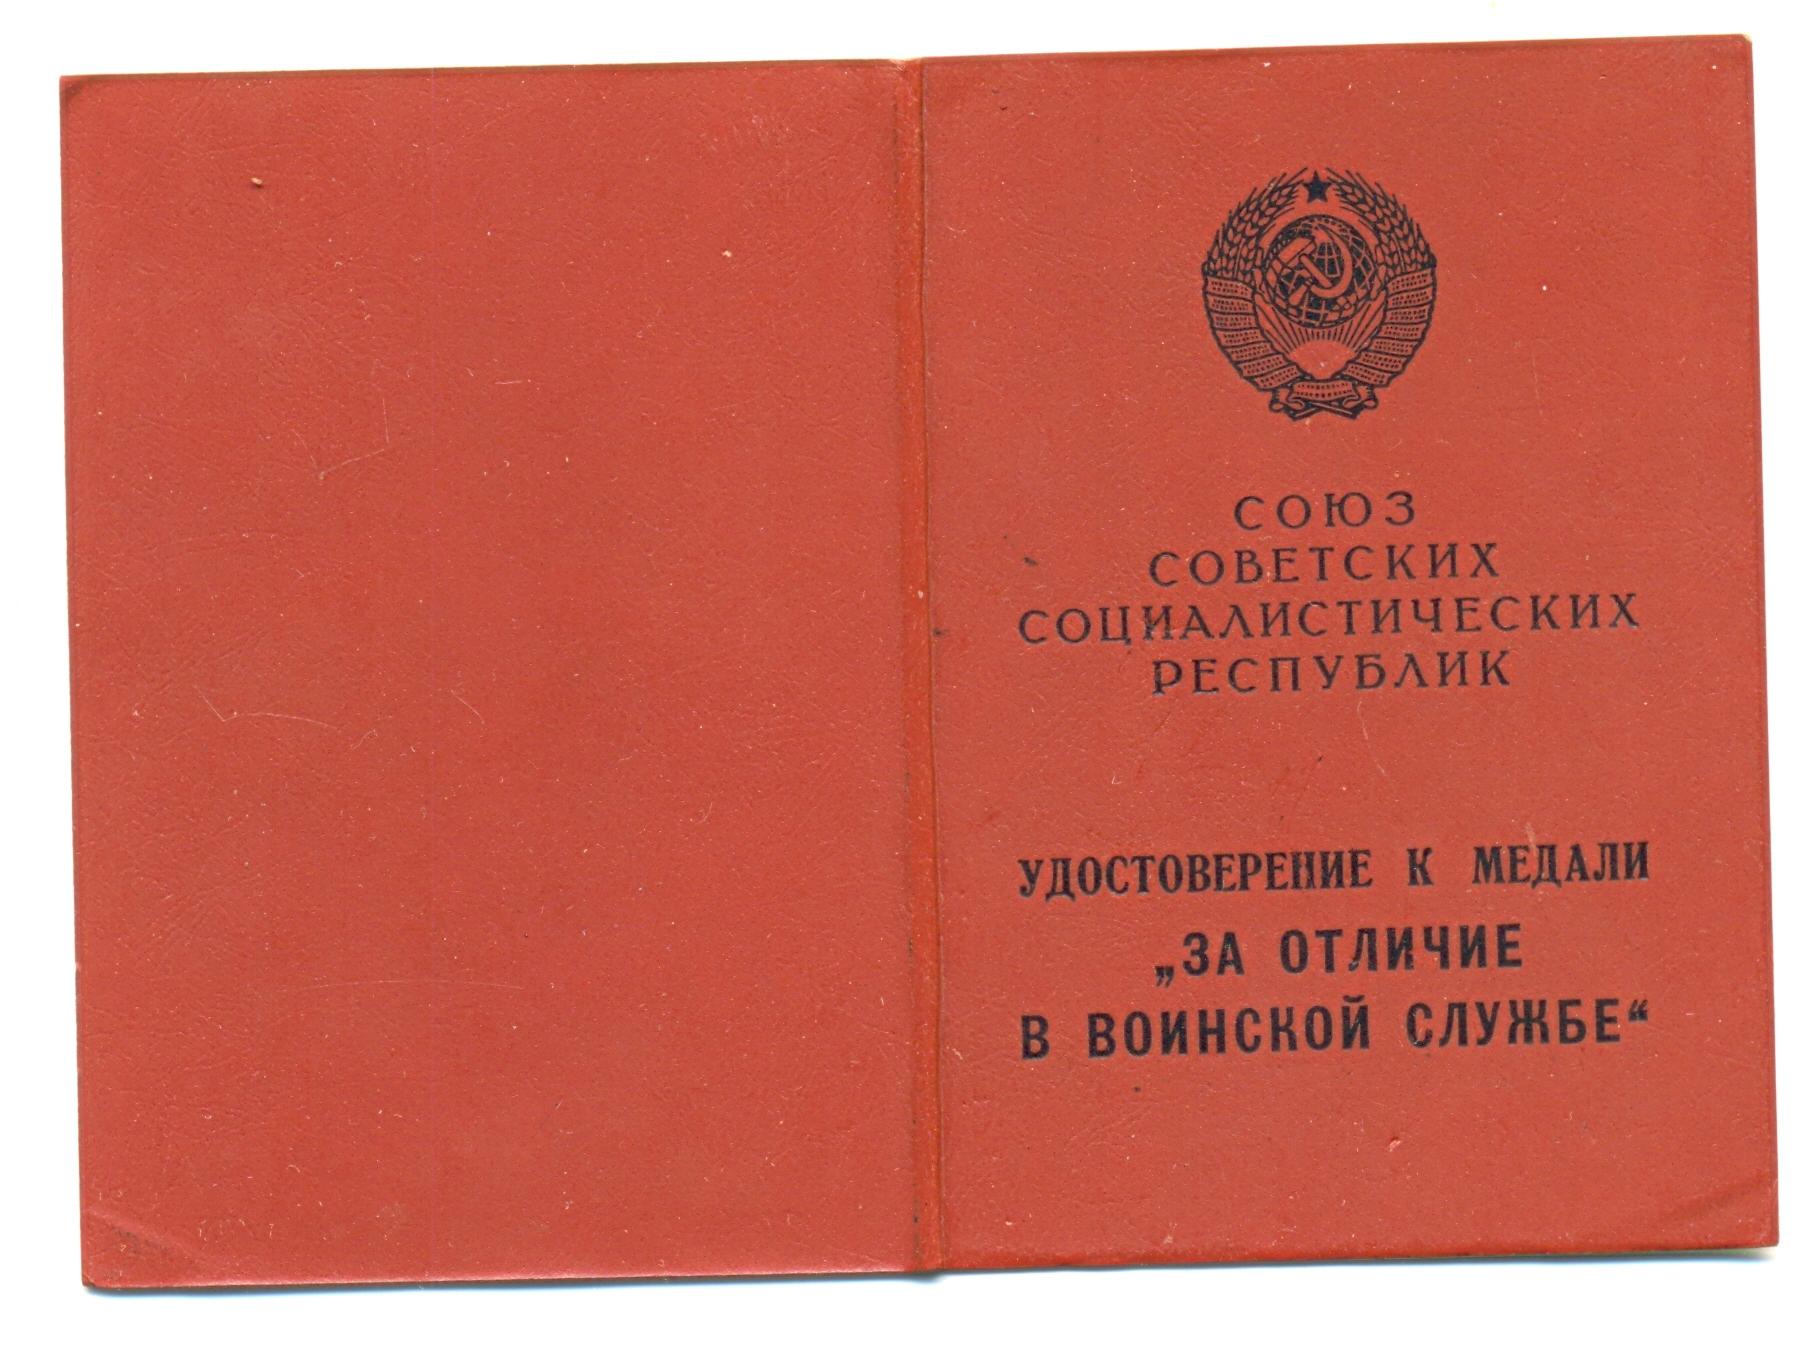 СОЮЗ
СОВЕТСКИХ
СОЦИАЛИСТИЧЕСКИХ
РЕСПУБЛИК
УДОСТОВЕРЕНИЕ К МЕДАЛИ
„ЗА ОТЛИЧИЕ
В ВОИНСКОЙ СЛУЖБЕ“